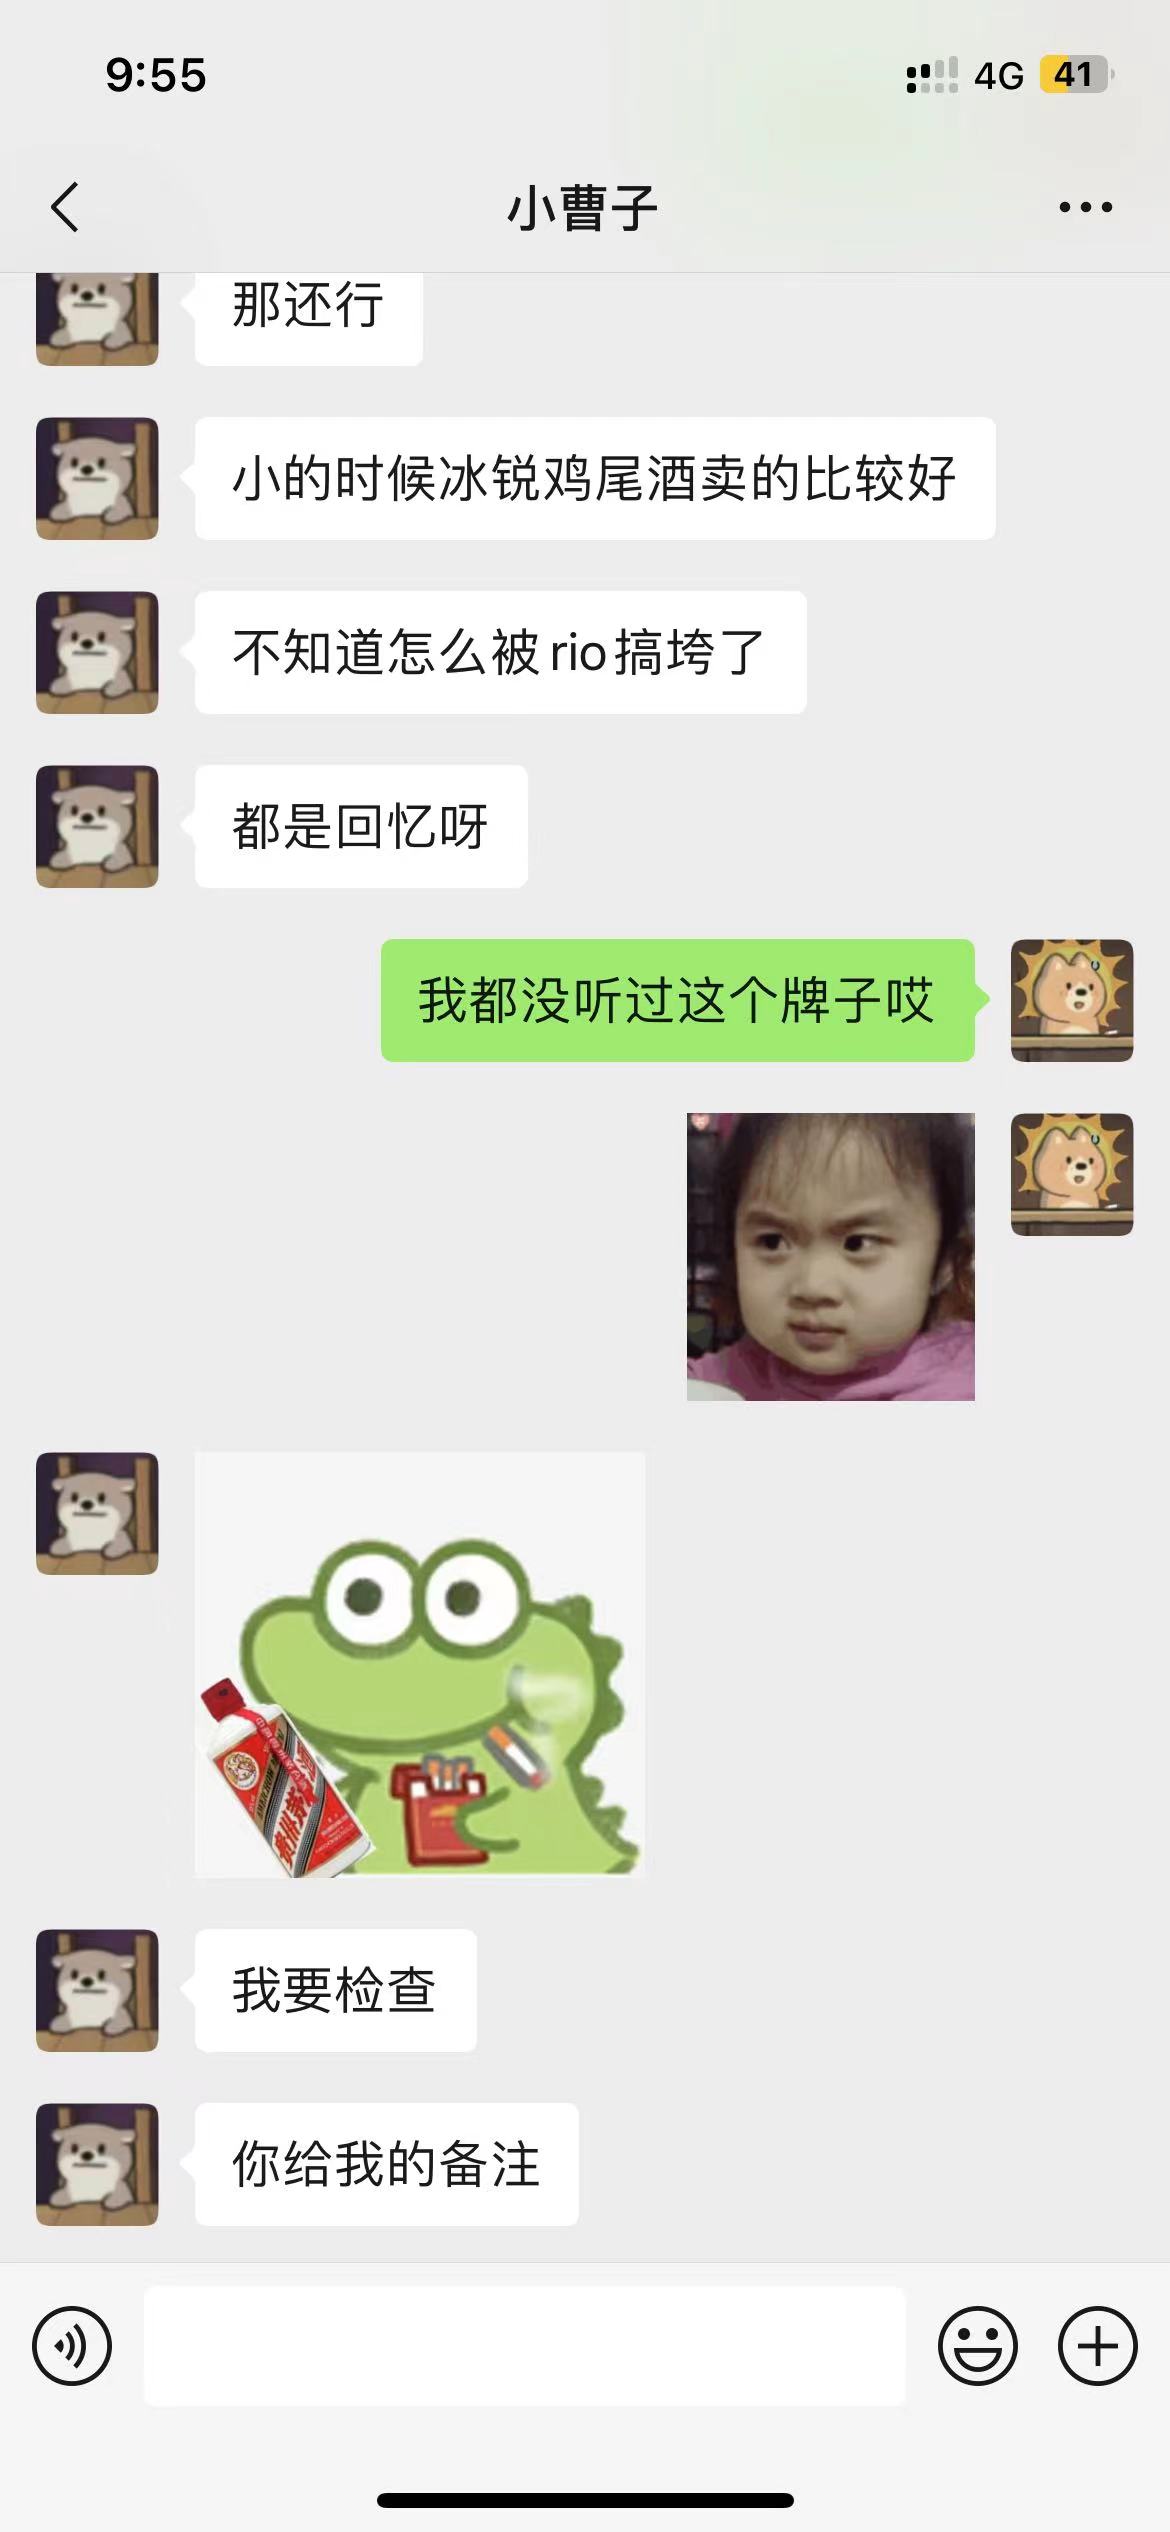 9:55
4G 41
小曹子
那还行
小的时候冰锐鸡尾酒卖的比较好
不知道怎么被rio搞垮了
都是回忆呀
我都没听过这个牌子哎
贵州茅
我要检查
你给我的备注